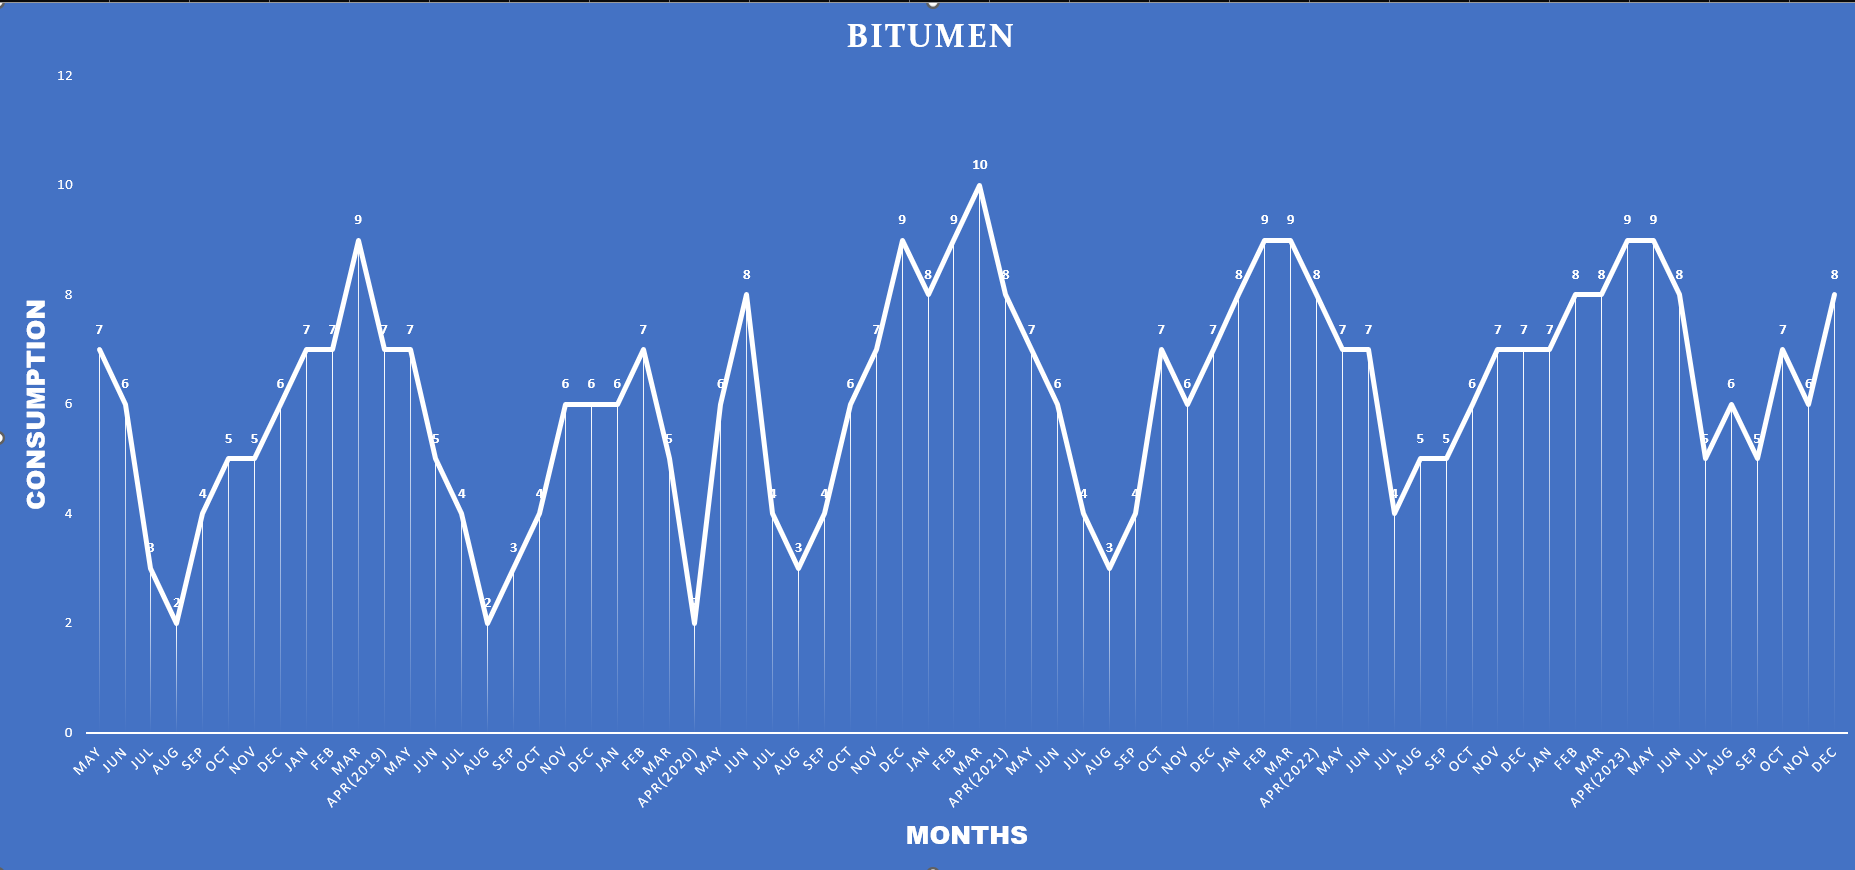 BITUMEN
12
10
8
6
4
2
0
CONSUMPTION
7 6 3 2 4 5 5 6 7 7 9 7 7 5 4 2 3 4 6 6 6 7 5 6 8 4 3 4 6 7 9 8 9 10 8 7 6 4 3 4 7 6 7 8 9 9 8 7 7 4 5 5 6 7 7 7 8 8 9 9 8 5 6 5 7 6 8
MAY JUN JUL AUG SEP OCT NOV DEC JAN FEB MAR APR(2019) MAY JUN JUL AUG SEP OCT NOV DEC JAN FEB MAR APR(2020) MAY JUN JUL AUG SEP OCT NOV DEC JAN FEB MAR APR(2021) MAY JUN JUL AUG SEP OCT NOV DEC JAN FEB MAR APR(2022) MAY JUN JUL AUG SEP OCT NOV DEC JAN FEB MAR APR(2023) MAY JUN JUL AUG SEP OCT NOV DEC
MONTHS